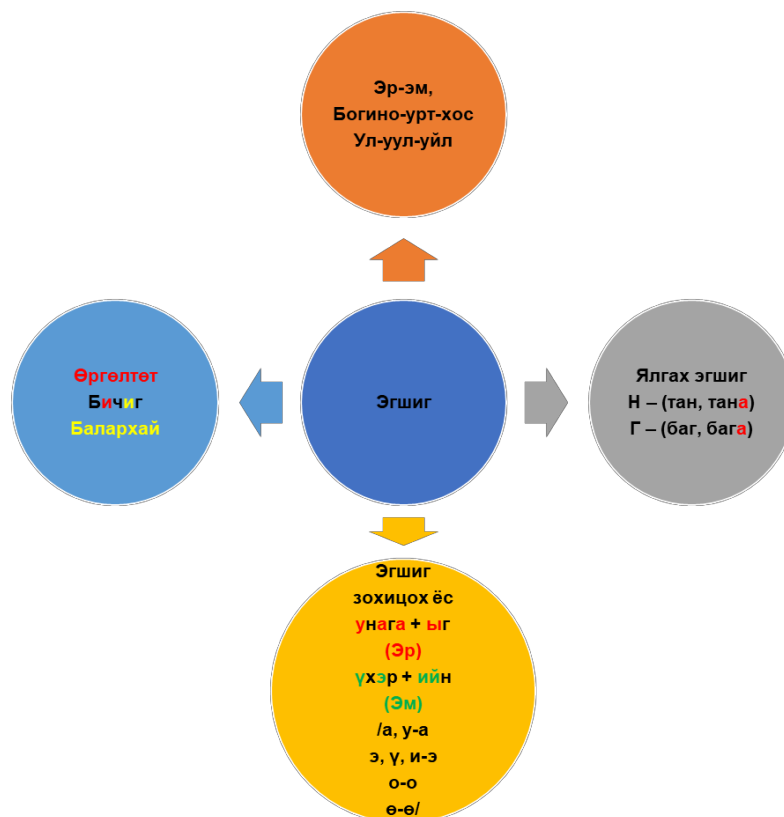 Эр-эм,
Богино-урт-хос
Ул-уул-уйл
Өргөлтөт
Бичиг
Балархай
Эгшиг
Ялгах эгшиг
Н – (тан, тана)
Г – (баг, бага)
Эгшиг
зохицох ёс
унага + ыг
(Эр)
үхэр + ийн
(Эм)
/а, у-а
э, ү, и-э
о-о
ө-ө/